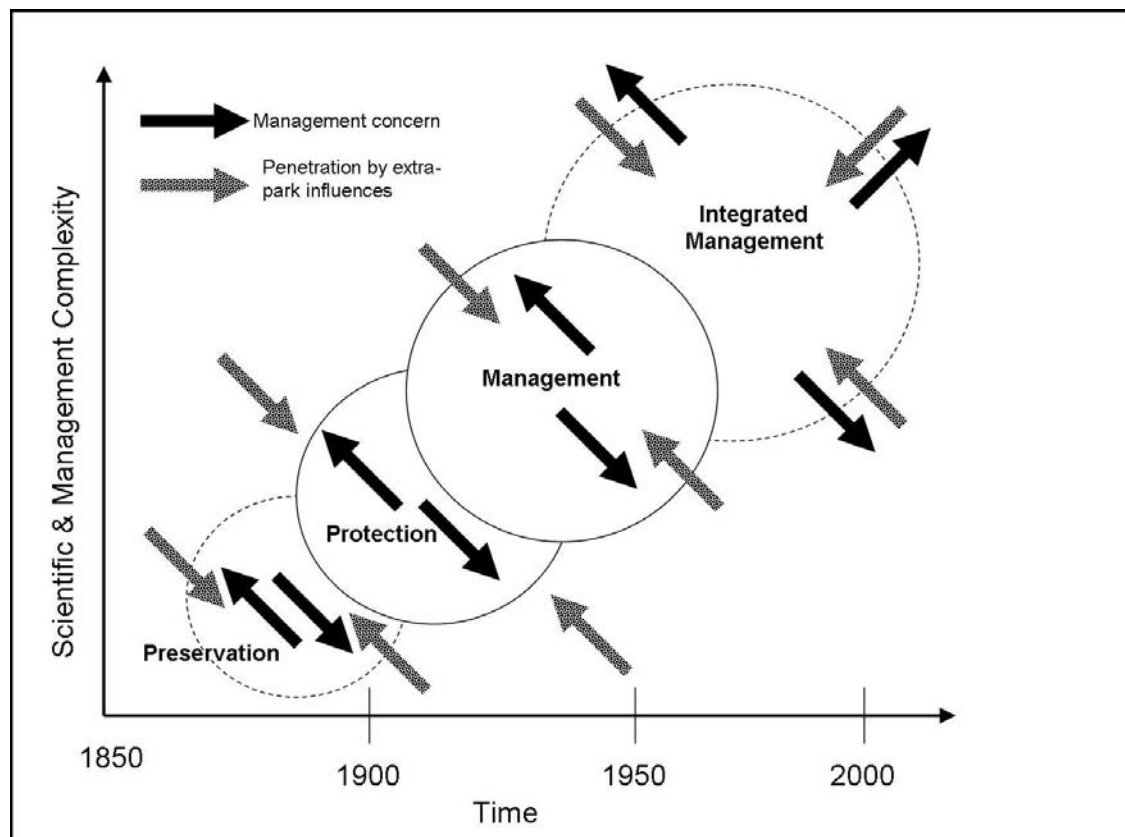 Management concern
Penetration by extra-
park influences
Scientific & Management Complexity
Integrated
Management
Management
Protection
Preservation
1850
1900
1950
2000
Time